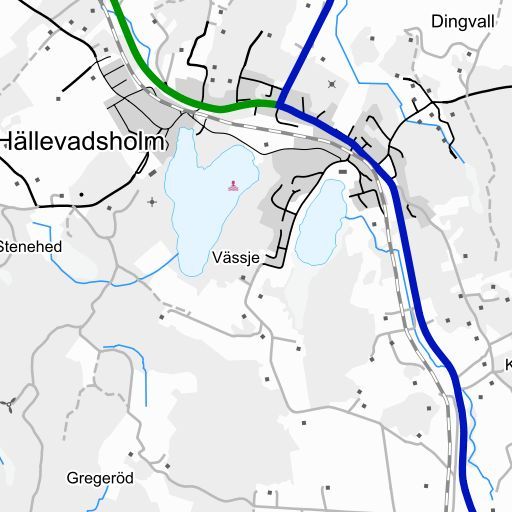 Dingvall
Hällevadsholm
Stenehed
Vässje
K
Gregeröd